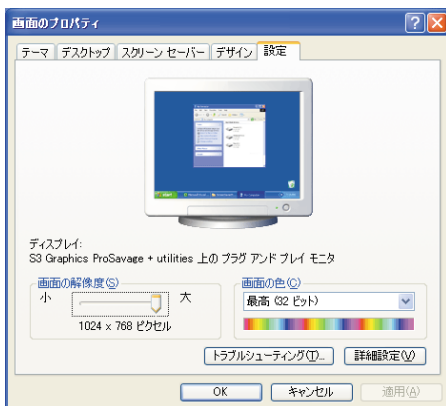 画面のプロパティ
テーマ デスクトップ スクリーン セーバー デザイン 設定
ディスプレイ:
S3 Graphics ProSavage + utilities 上の プラグ アンド プレイ モニタ
画面の解像度(S)
小 大
1024 x 768 ピクセル
画面の色(C)
最高 (32 ビット)
トラブルシューティング(T)... 詳細設定(V)
OK キャンセル 適用(A)